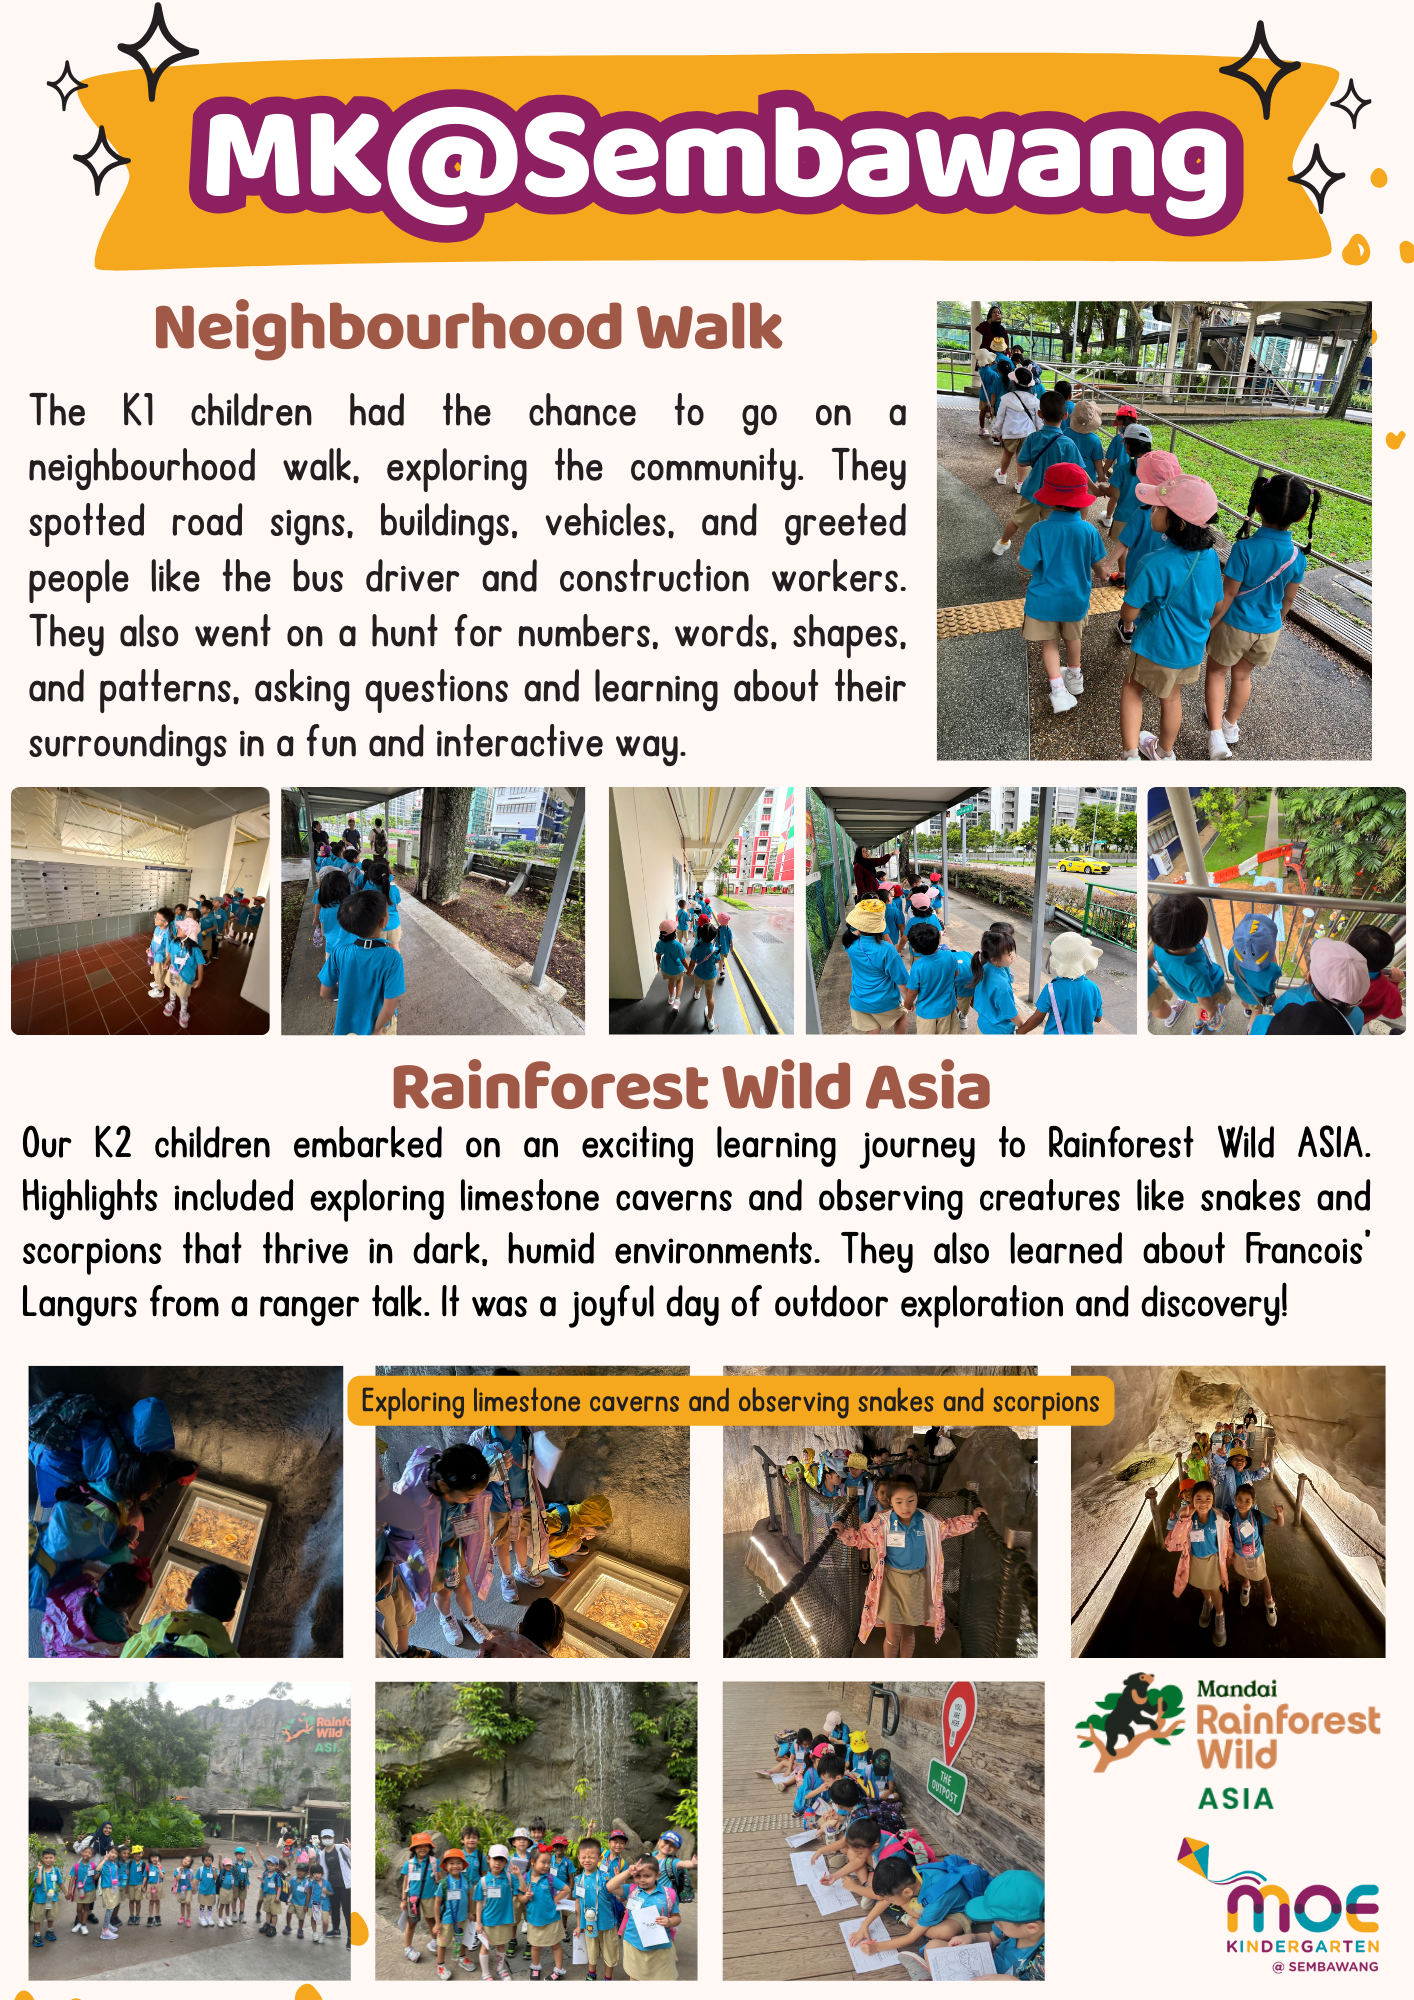 MK@Sembawang
Neighbourhood Walk
The K1 children had the chance to go on a
neighbourhood walk, exploring the community. They
spotted road signs, buildings, vehicles, and greeted
people like the bus driver and construction workers.
They also went on a hunt for numbers, words, shapes,
and patterns, asking questions and learning about their
surroundings in a fun and interactive way.
Rainforest Wild Asia
Our K2 children embarked on an exciting learning journey to Rainforest Wild ASIA.
Highlights included exploring limestone caverns and observing creatures like snakes and
scorpions that thrive in dark, humid environments. They also learned about Francois'
Langurs from a ranger talk. It was a joyful day of outdoor exploration and discovery!
Exploring limestone caverns and observing snakes and scorpions
Rainfo
Wild
ASI
YOU
ARE
HERE
THE
OUTPOST
Mandai
Rainforest
Wild
ASIA
MOE
KINDERGARTEN
@ SEMBAWANG